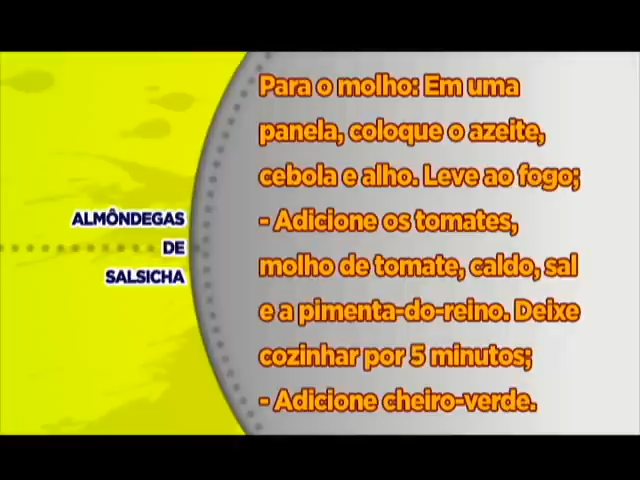 ALMÔNDEGAS
DE
SALSICHA
Para o molho: Em uma
panela, coloque o azeite,
cebola e alho. Leve ao fogo;
- Adicione os tomates,
molho de tomate, caldo, sal
e a pimenta-do-reino. Deixe
cozinhar por 5 minutos;
- Adicione cheiro-verde.